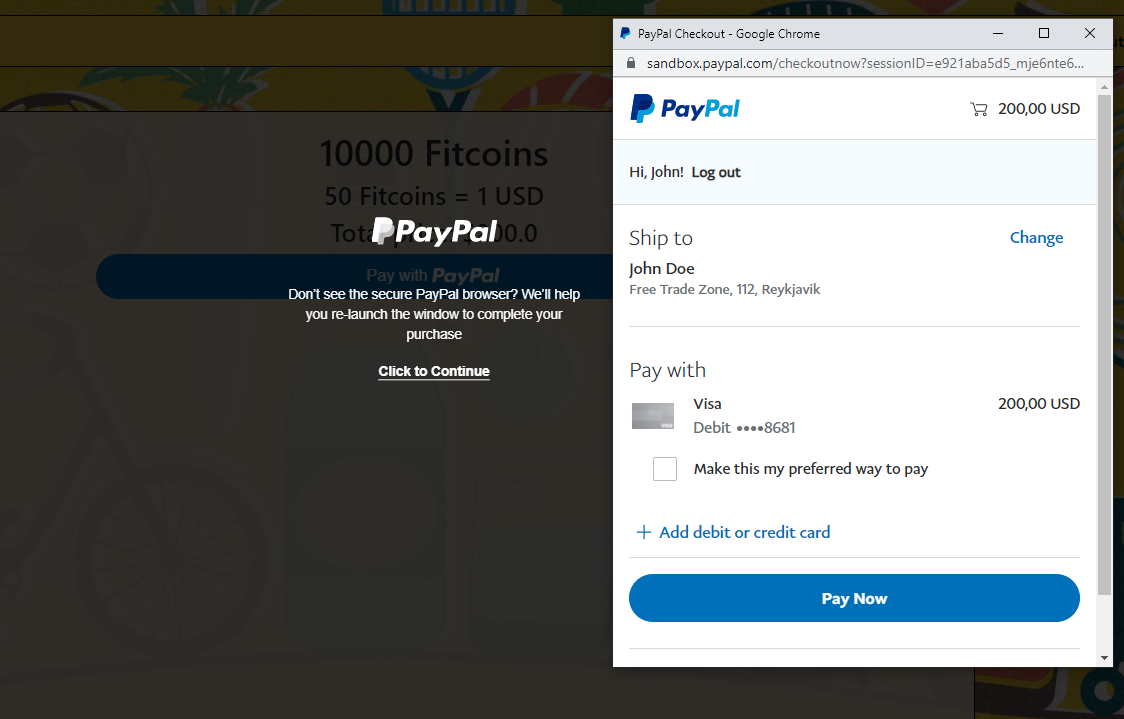 10000 Fitcoins
50 Fitcoins = 1 USD
PayPal
Pay with PayPal
Don't see the secure PayPal browser? We'll help
you re-launch the window to complete your
purchase
Click to Continue
PayPal Checkout - Google Chrome
sandbox.paypal.com/checkoutnow?sessionID=e921aba5d5_mje6nte6...
PayPal
200,00 USD
Hi, John! Log out
Ship to
Change
John Doe
Free Trade Zone, 112, Reykjavik
Pay with
Visa
200,00 USD
Debit ••••8681
Make this my preferred way to pay
+ Add debit or credit card
Pay Now